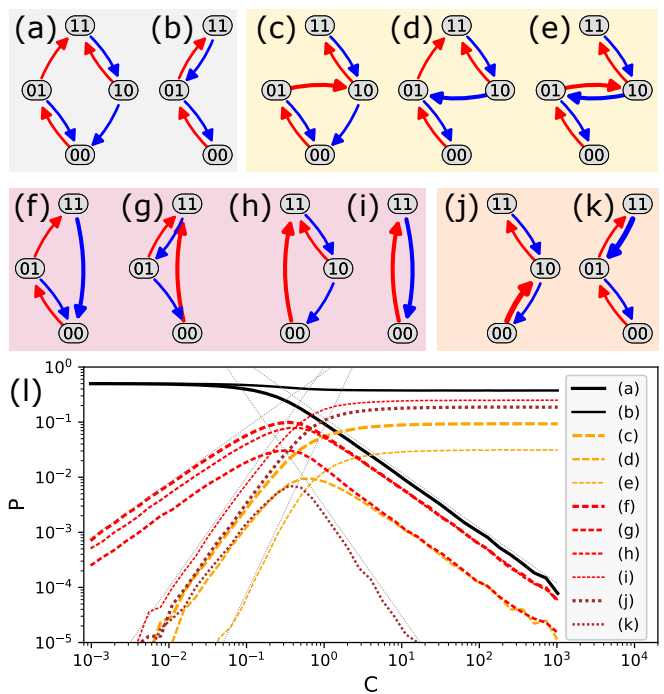 (a) (b) (c) (d) (e)
11 11 11 11 11
01 10 01 01 10 01 10 01 10
00 00 00 00 00
(f) (g) (h) (i) (j) (k)
11 11 11 11 11 11
01 01 10 10 01
00 00 00 00 00 00
(l)
10^0
10^-1
10^-2
10^-3
10^-4
10^-5
P
(a)
(b)
(c)
(d)
(e)
(f)
(g)
(h)
(i)
(j)
(k)
10^-3 10^-2 10^-1 10^0 10^1 10^2 10^3 10^4
C